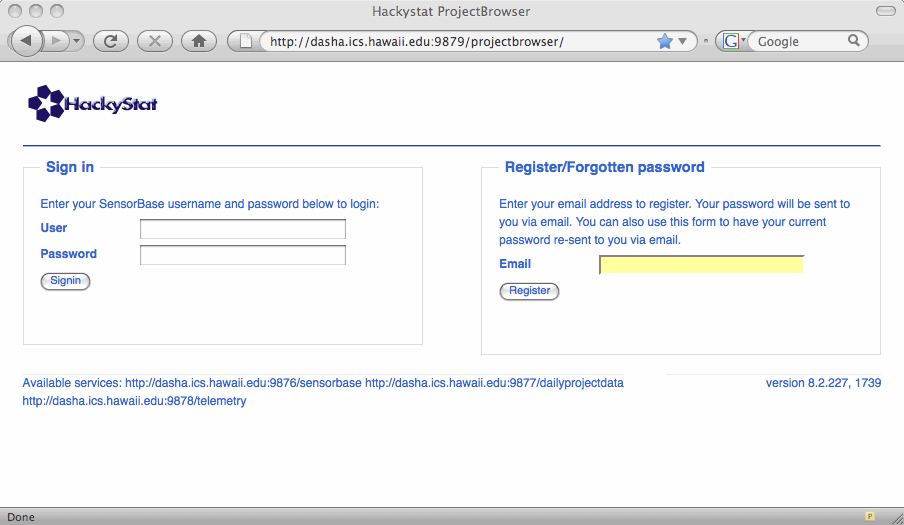 Hackystat ProjectBrowser
http://dasha.ics.hawaii.edu:9879/projectbrowser/
G Google
HackyStat
Sign in
Enter your SensorBase username and password below to login:
User
Password
Signin
Register/Forgotten password
Enter your email address to register. Your password will be sent to
you via email. You can also use this form to have your current
password re-sent to you via email.
Email
Register
Available services: http://dasha.ics.hawaii.edu:9876/sensorbase http://dasha.ics.hawaii.edu:9877/dailyprojectdata
http://dasha.ics.hawaii.edu:9878/telemetry
version 8.2.227, 1739
Done
P